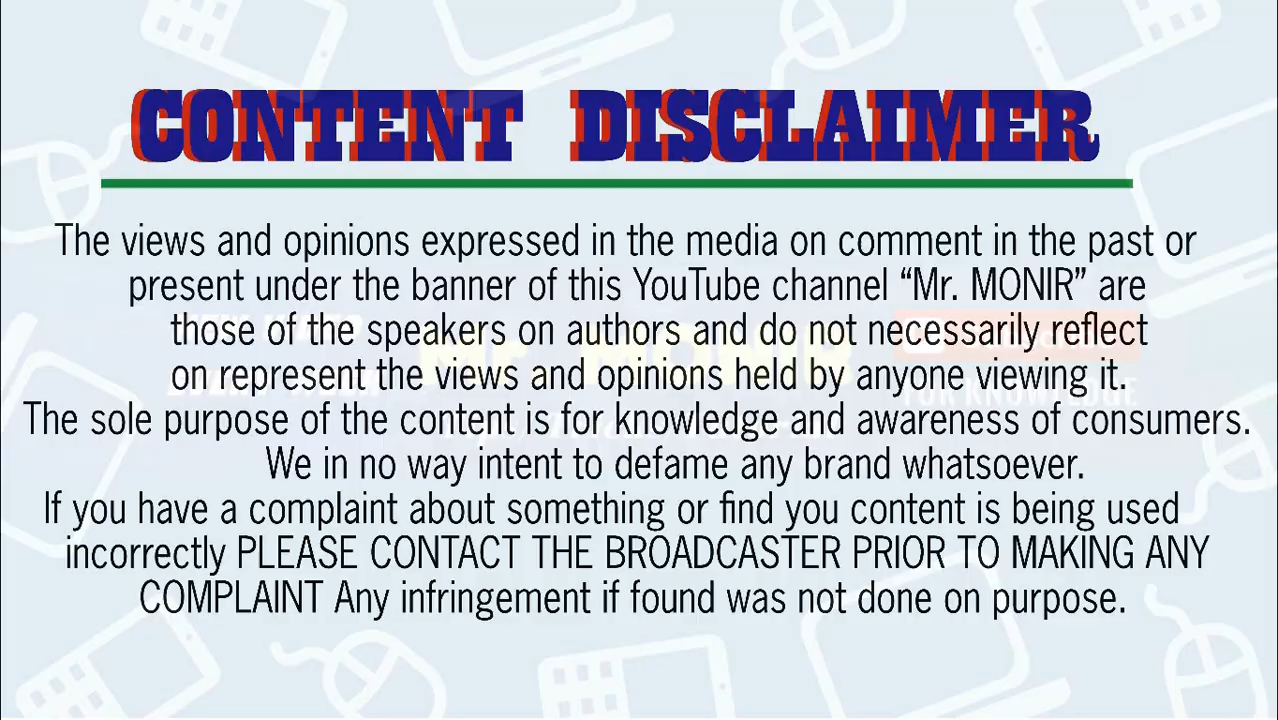 CONTENT DISCLAIMER
The views and opinions expressed in the media on comment in the past or
present under the banner of this YouTube channel “Mr. MONIR” are
those of the speakers on authors and do not necessarily reflect
on represent the views and opinions held by anyone viewing it.
The sole purpose of the content is for knowledge and awareness of consumers.
We in no way intent to defame any brand whatsoever.
If you have a complaint about something or find you content is being used
incorrectly PLEASE CONTACT THE BROADCASTER PRIOR TO MAKING ANY
COMPLAINT Any infringement if found was not done on purpose.
Mr. MONIR
FOR KNOWLEDGE